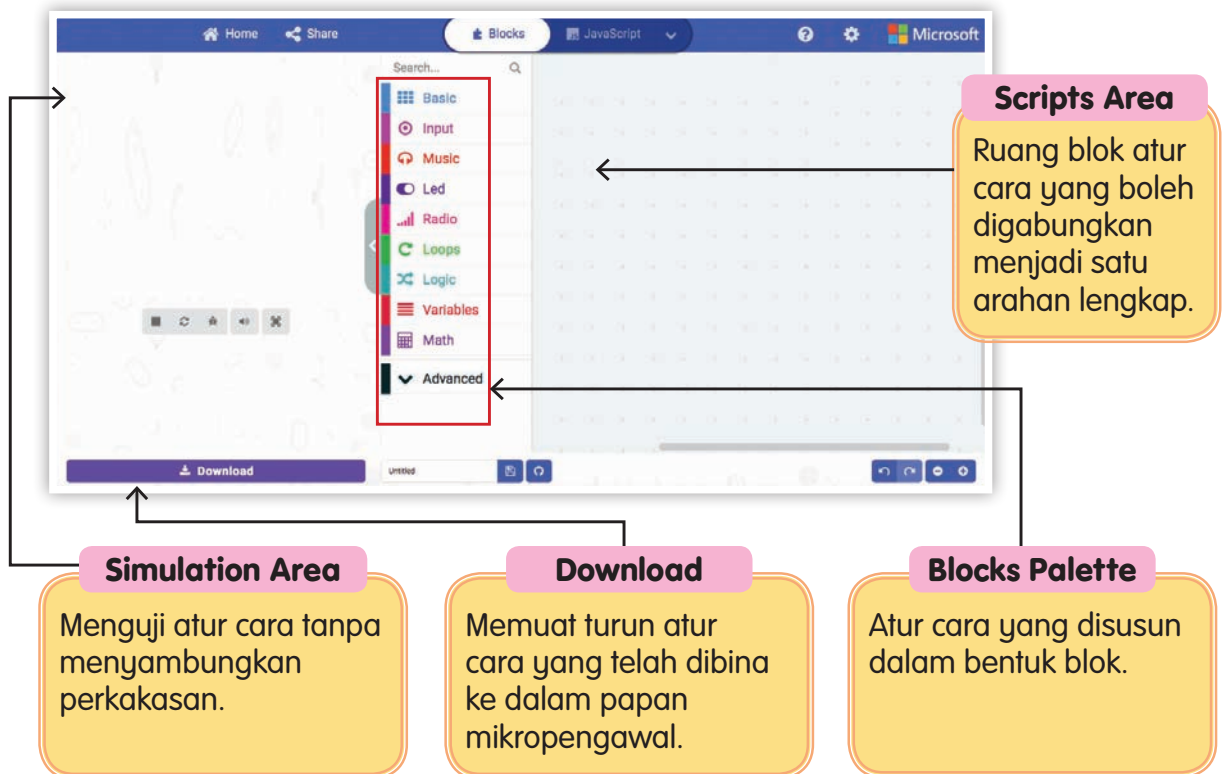 Home Share Blocks JavaScript Microsoft
Search...
Basic
Input
Music
Led
Radio
Loops
Logic
Variables
Math
Advanced
Download
Untitled
Scripts Area
Ruang blok atur
cara yang boleh
digabungkan
menjadi satu
arahan lengkap.
Simulation Area
Menguji atur cara tanpa
menyambungkan
perkakasan.
Download
Memuat turun atur
cara yang telah dibina
ke dalam papan
mikropengawal.
Blocks Palette
Atur cara yang disusun
dalam bentuk blok.